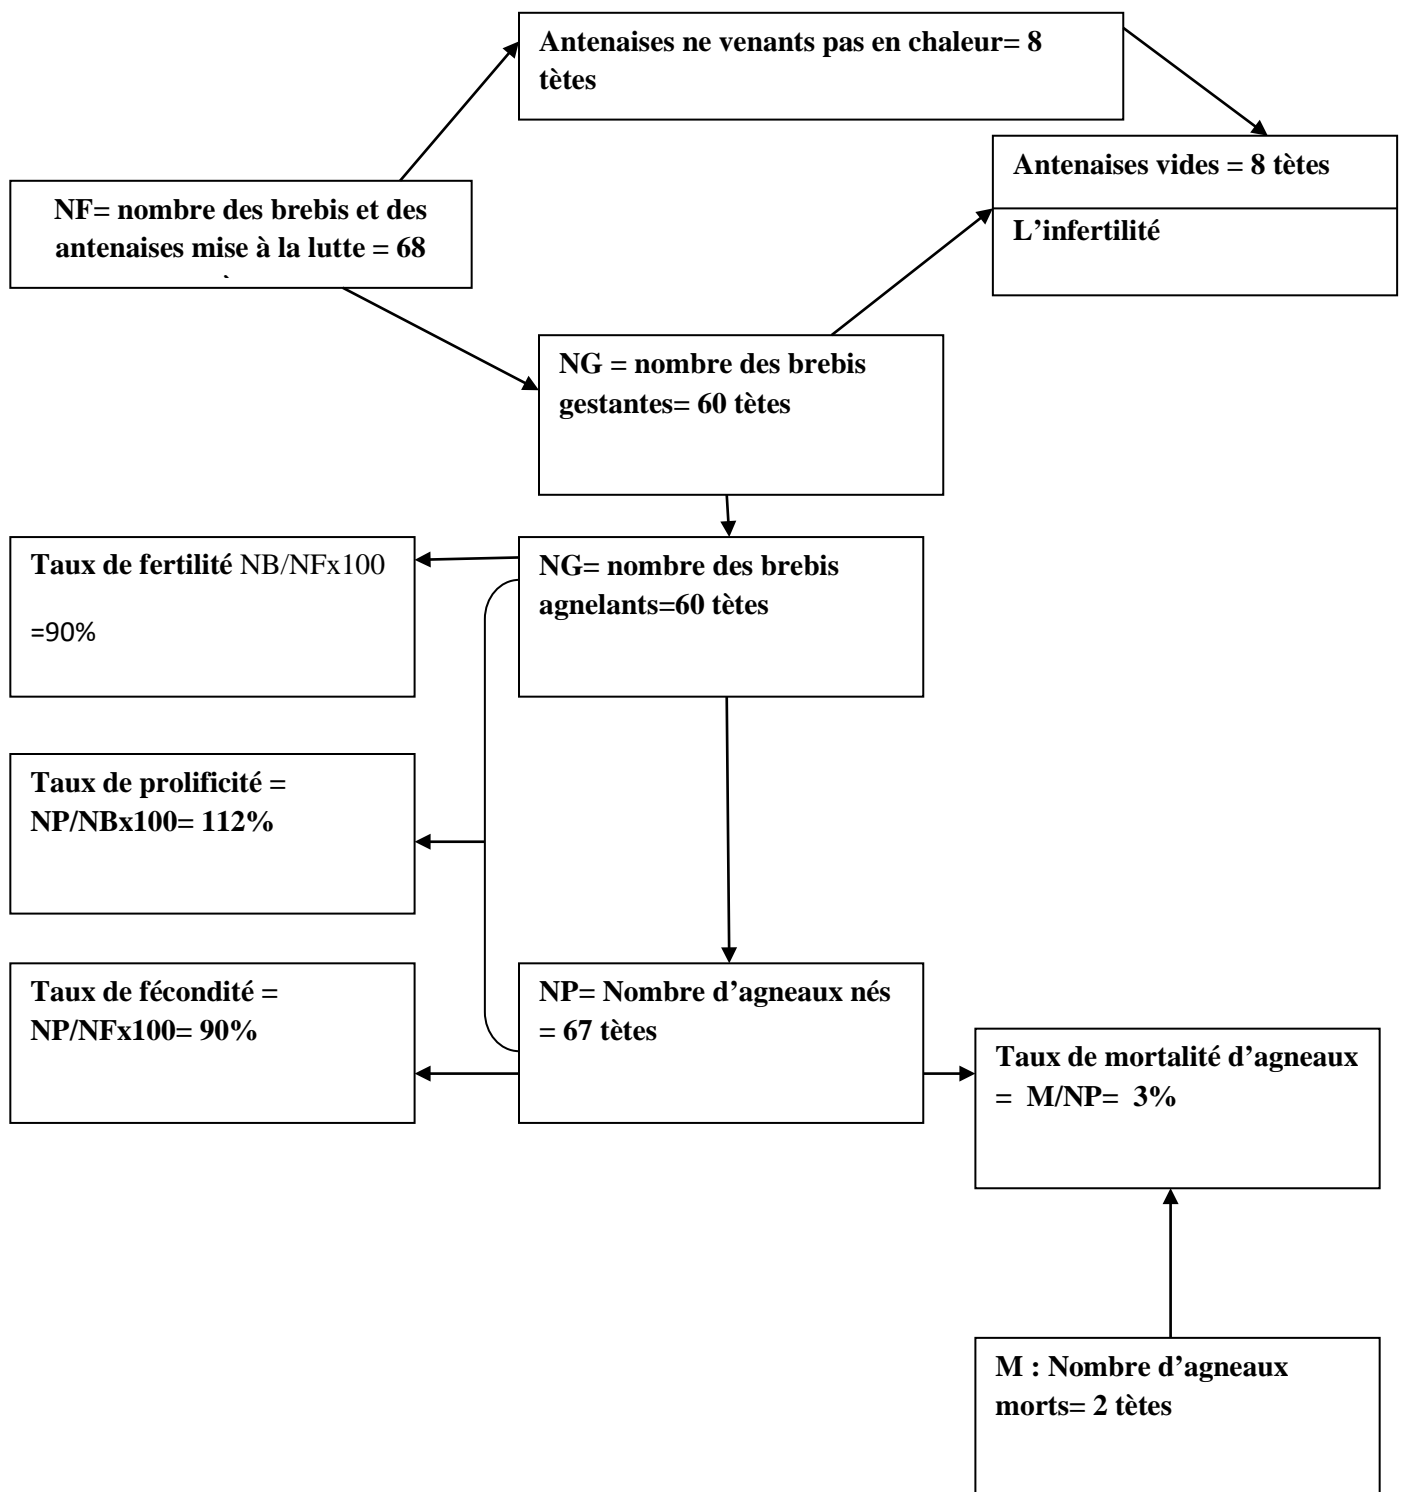 Antenaises ne venants pas en chaleur= 8
tètes
Antenaises vides = 8 tètes
L’infertilité
NF= nombre des brebis et des
antenaises mise à la lutte = 68
NG = nombre des brebis
gestantes= 60 tètes
Taux de fertilité NB/NFx100
=90%
NG= nombre des brebis
agnelants=60 tètes
Taux de prolificité =
NP/NBx100= 112%
Taux de fécondité =
NP/NFx100= 90%
NP= Nombre d’agneaux nés
= 67 tètes
Taux de mortalité d’agneaux
= M/NP= 3%
M : Nombre d’agneaux
morts= 2 tètes